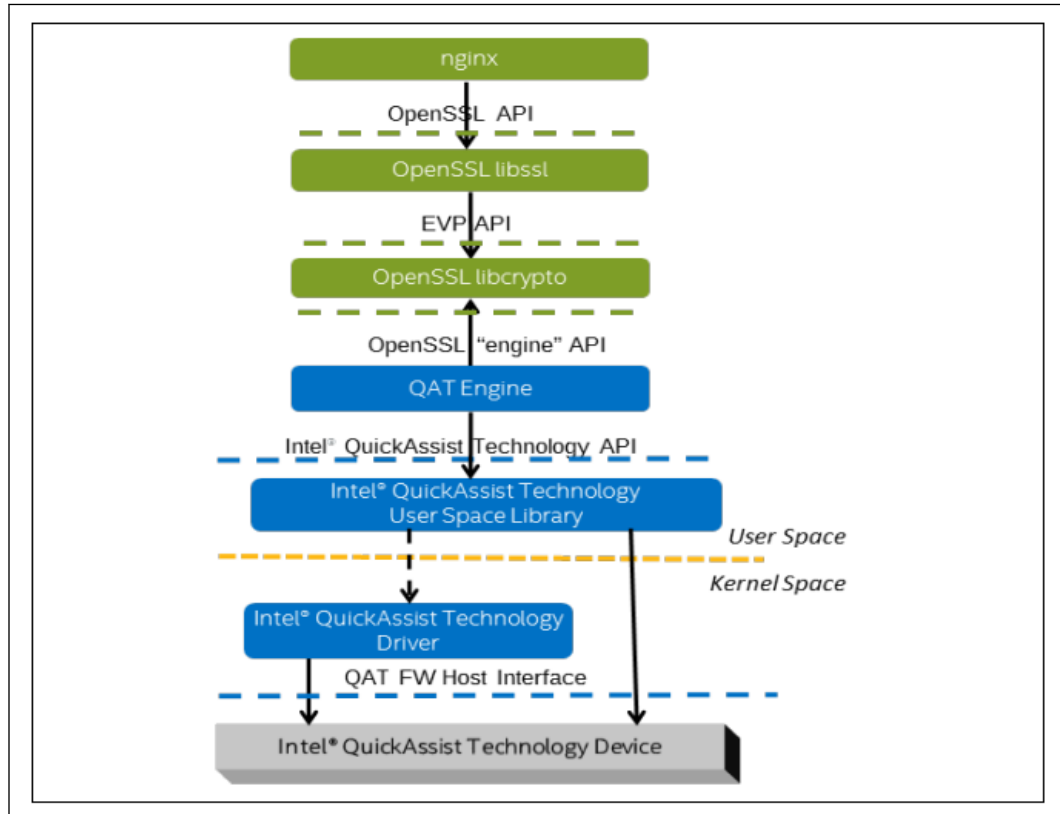 nginx
OpenSSL API
OpenSSL libssl
EVP API
OpenSSL libcrypto
OpenSSL “engine” API
QAT Engine
Intel® QuickAssist Technology API
Intel® QuickAssist Technology
User Space Library
User Space
Kernel Space
Intel® QuickAssist Technology
Driver
QAT FW Host Interface
Intel® QuickAssist Technology Device